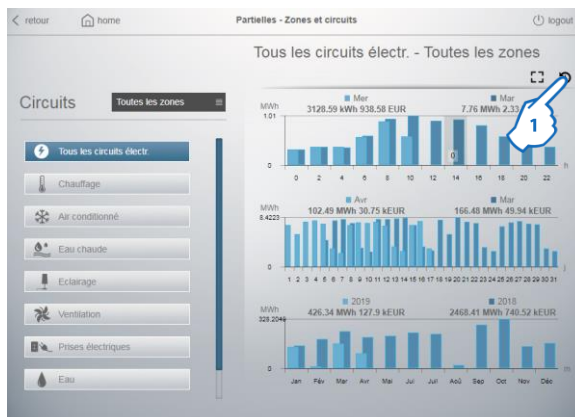 retour
home
Partielles - Zones et circuits
logout
Tous les circuits électr. - Toutes les zones
Circuits
Toutes les zones
Tous les circuits électr.
Chauffage
Air conditionné
Eau chaude
Eclairage
Ventilation
Prises électriques
Eau
MWh
Mer
Mar
3128.59 kWh 938.58 EUR
7.76 MWh 2.33
1.01
1
0
0
h
0 2 4 6 8 10 12 14 16 18 20 22
MWh
Avr
Mar
102.49 MWh 30.75 kEUR
166.48 MWh 49.94 kEUR
8.4223
0
j
1 2 3 4 5 6 7 8 9 10 11 12 13 14 15 16 17 18 19 20 21 22 23 24 25 26 27 28 29 30 31
MWh
2019
2018
426.34 MWh 127.9 kEUR
2468.41 MWh 740.52 kEUR
329.2049
0
m
Jan Fév Mar Avr Mai Jui Juil Aoû Sep Oct Nov Déc